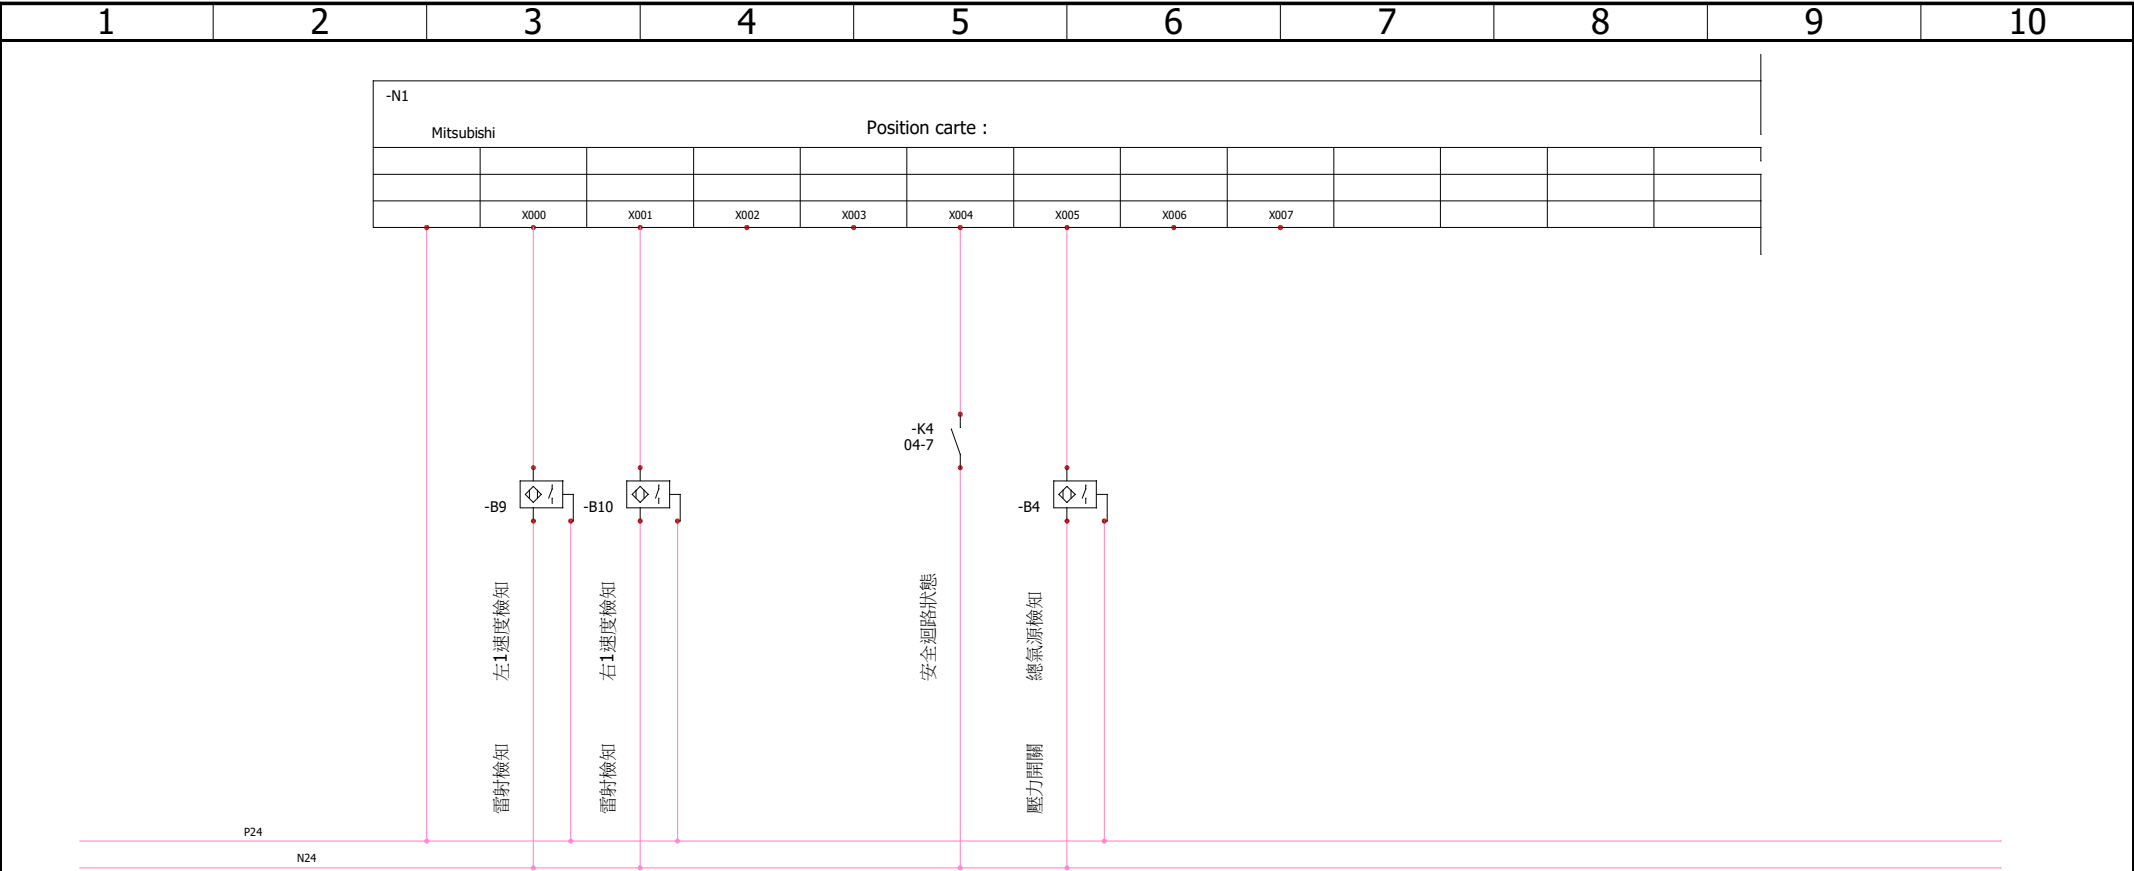 1 2 3 4 5 6 7 8 9 10
-N1
Mitsubishi
Position carte :
X000 X001 X002 X003 X004 X005 X006 X007
-K4
04-7
-B9
-B10
-B4
左1速度檢知
右1速度檢知
安全迴路狀態
總氣源檢知
雷射檢知
雷射檢知
壓力開關
P24
N24